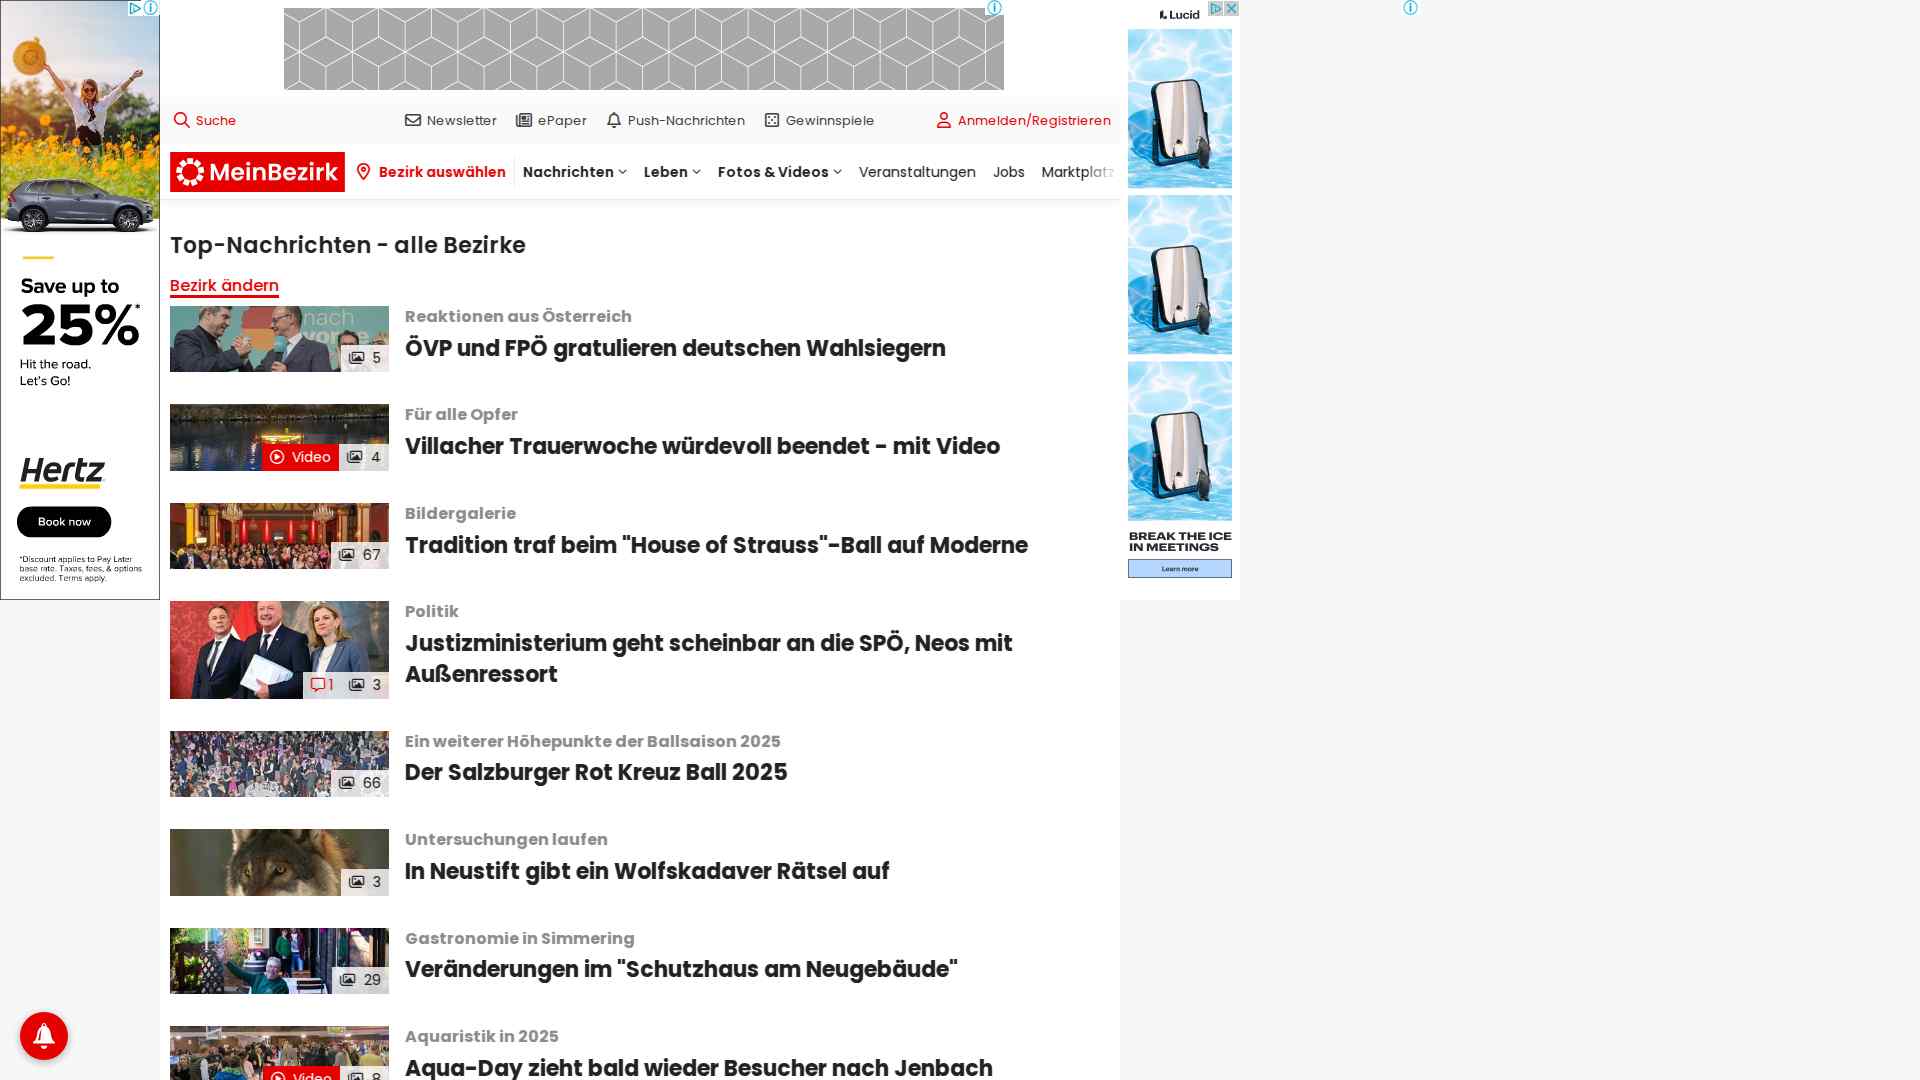 Lucid
Suche
Newsletter
ePaper
Push-Nachrichten
Gewinnspiele
Anmelden/Registrieren
MeinBezirk
Bezirk auswählen
Nachrichten
Leben
Fotos & Videos
Veranstaltungen
Jobs
Marktplatz
Save up to
25%*
Hit the road.
Let's Go!
Hertz
Book now
*Discount applies to Pay Later
base rate. Taxes, fees, & options
excluded. Terms apply.
Top-Nachrichten - alle Bezirke
Bezirk ändern
nach
5
Reaktionen aus Österreich
ÖVP und FPÖ gratulieren deutschen Wahlsiegern
Video 4
Für alle Opfer
Villacher Trauerwoche würdevoll beendet - mit Video
67
Bildergalerie
Tradition traf beim "House of Strauss"-Ball auf Moderne
1 3
Politik
Justizministerium geht scheinbar an die SPÖ, Neos mit
Außenressort
66
Ein weiterer Höhepunkte der Ballsaison 2025
Der Salzburger Rot Kreuz Ball 2025
3
Untersuchungen laufen
In Neustift gibt ein Wolfskadaver Rätsel auf
29
Gastronomie in Simmering
Veränderungen im "Schutzhaus am Neugebäude"
Video 8
Aquaristik in 2025
Aqua-Day zieht bald wieder Besucher nach Jenbach
BREAK THE ICE
IN MEETINGS
Learn more